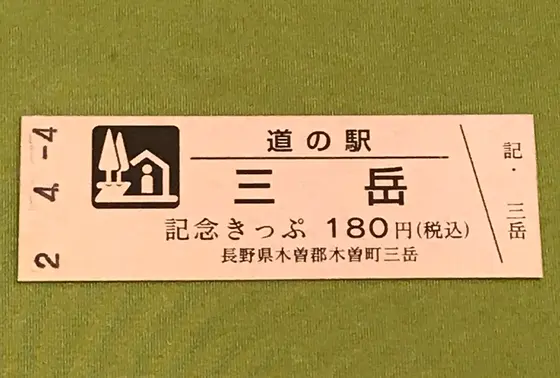 2. 4. -4
道の駅
三岳
記念きっぷ 180円(税込)
長野県木曽郡木曽町三岳
記・三岳